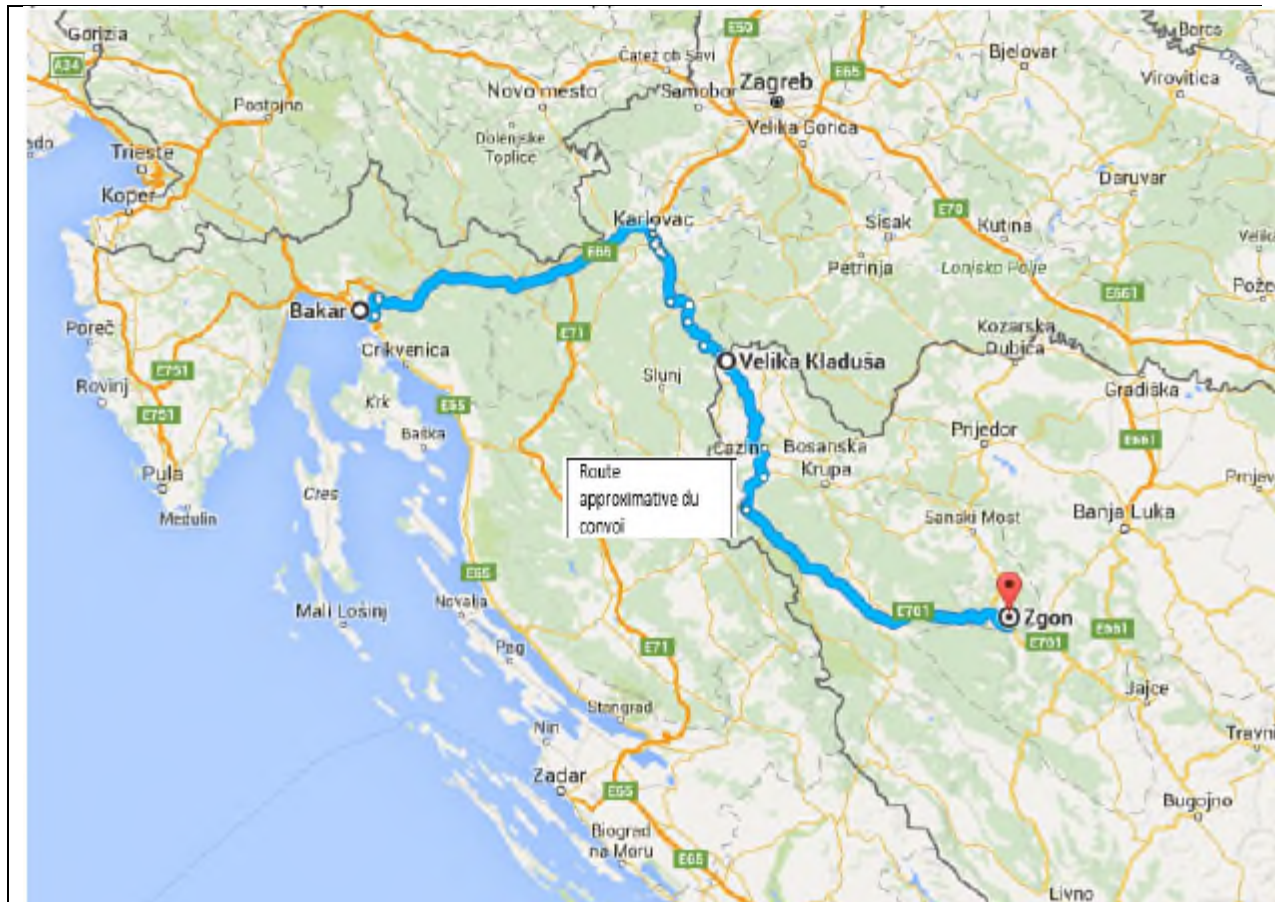 Gorizia
A34
Postojna
Trieste
Koper
Novo mesto
Dolenjske
Toplice
Čatež ob Savi
Samobor
E50
Zagreb
E65
Velika Gorica
Bjelovar
Barcs
Virovitica
Daruvar
Karlovac
Sisak
E70
Kutina
Petrinja
Lonjsko Polje
E661
E65
Bakar
Crikvenica
E71
Poreč
Rovinj
E751
E751
Krk
Baška
E65
Slunj
Velika Kladuša
Kozarska
Dubica
Gradiška
E661
Pula
Medulin
Cres
Cazin
Bosanska
Krupa
Prijedor
Route
approximative du
convoi
Sanski Most
Banja Luka
E65
Mali Lošinj
Novalja
E761
Zgon
E761
E661
Pag
E71
Jajce
Starigrad
Nin
Zadar
E65
Bugojno
Biograd
na Moru
E65
Livno